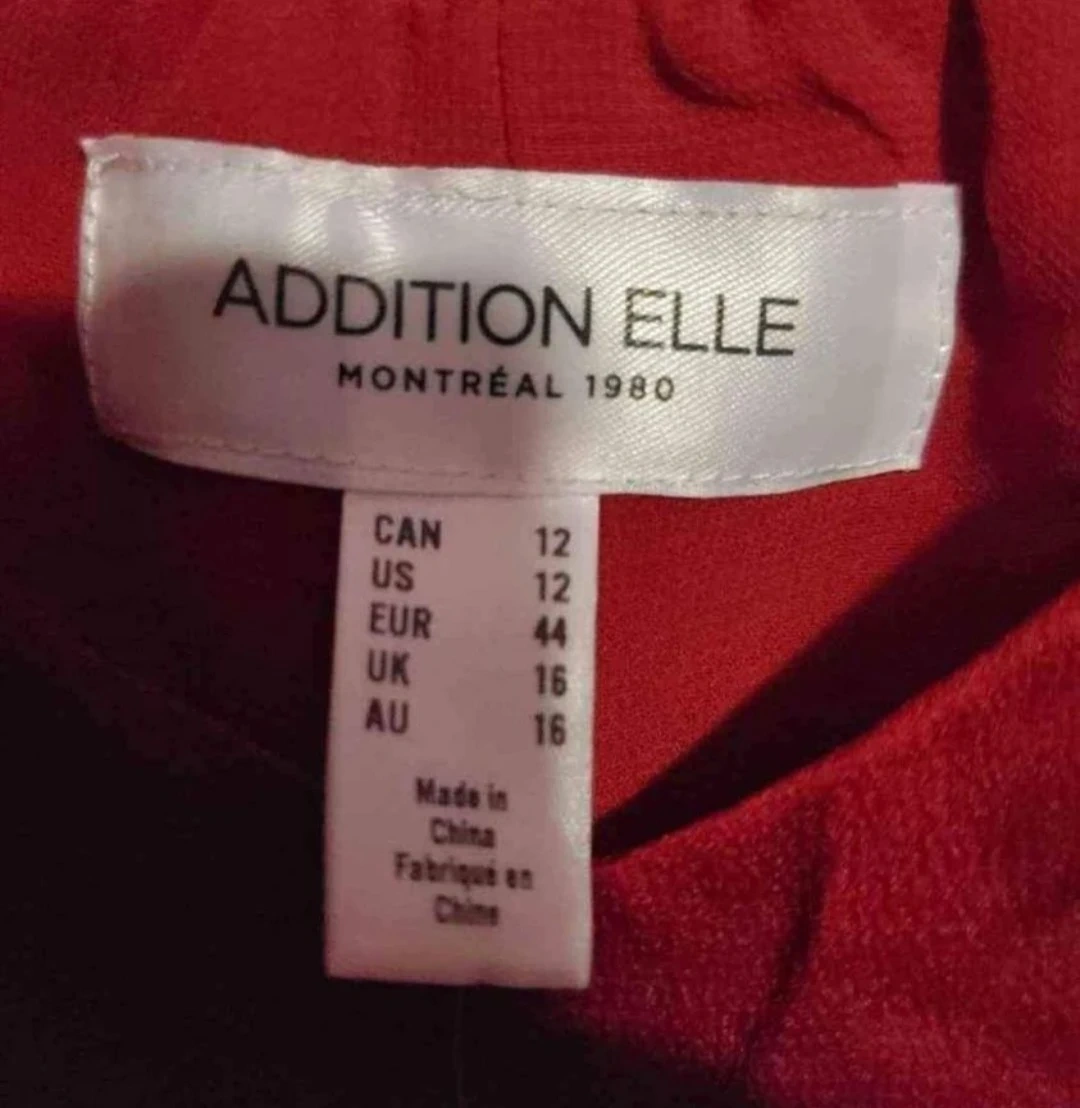 ADDITION ELLE
MONTRÉAL 1980
CAN 12
US 12
EUR 44
UK 16
AU 16
Made in
China
Fabriqué en
Chine